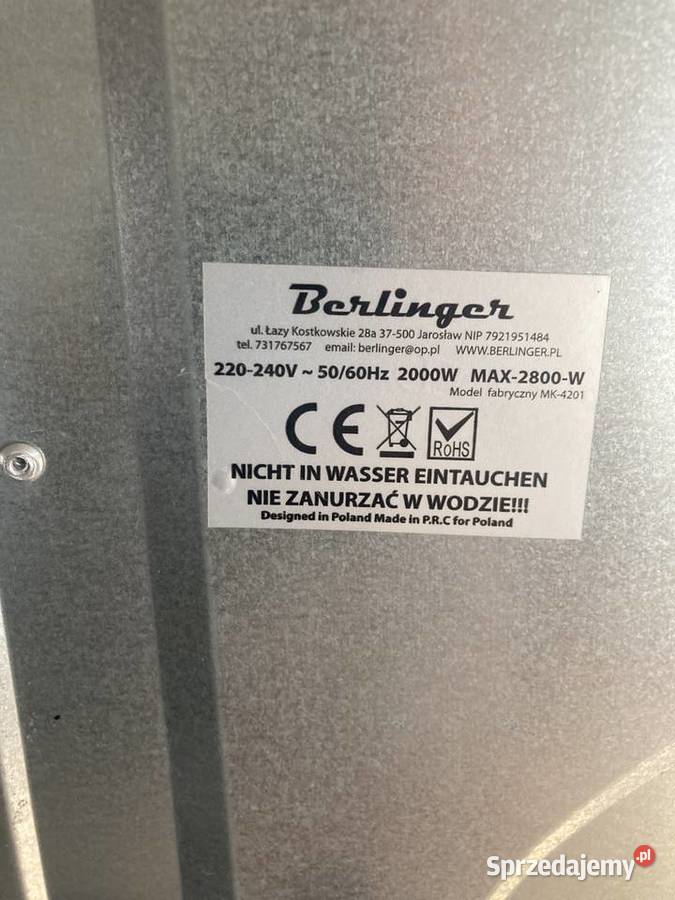 Berlinger
ul. Łazy Kostkowskie 28a 37-500 Jarosław NIP 7921951484
tel. 731767567 email: berlinger@op.pl WWW.BERLINGER.PL
220-240V ~ 50/60Hz 2000W MAX-2800-W
Model fabryczny MK-4201
CE RoHS
NICHT IN WASSER EINTAUCHEN
NIE ZANURZAĆ W WODZIE!!!
Designed in Poland Made in P.R.C for Poland
Sprzedajemy.pl